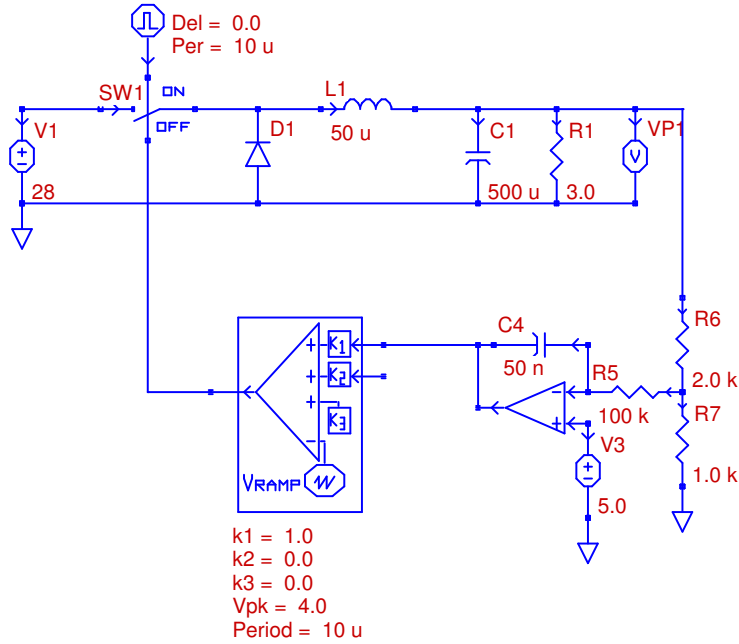 Del = 0.0
Per = 10 u
SW1
ON
OFF
V1
28
D1
L1
50 u
C1
500 u
R1
3.0
VP1
V
R6
2.0 k
R7
1.0 k
C4
50 n
R5
100 k
V3
5.0
K1
K2
K3
VRAMP
k1 = 1.0
k2 = 0.0
k3 = 0.0
Vpk = 4.0
Period = 10 u